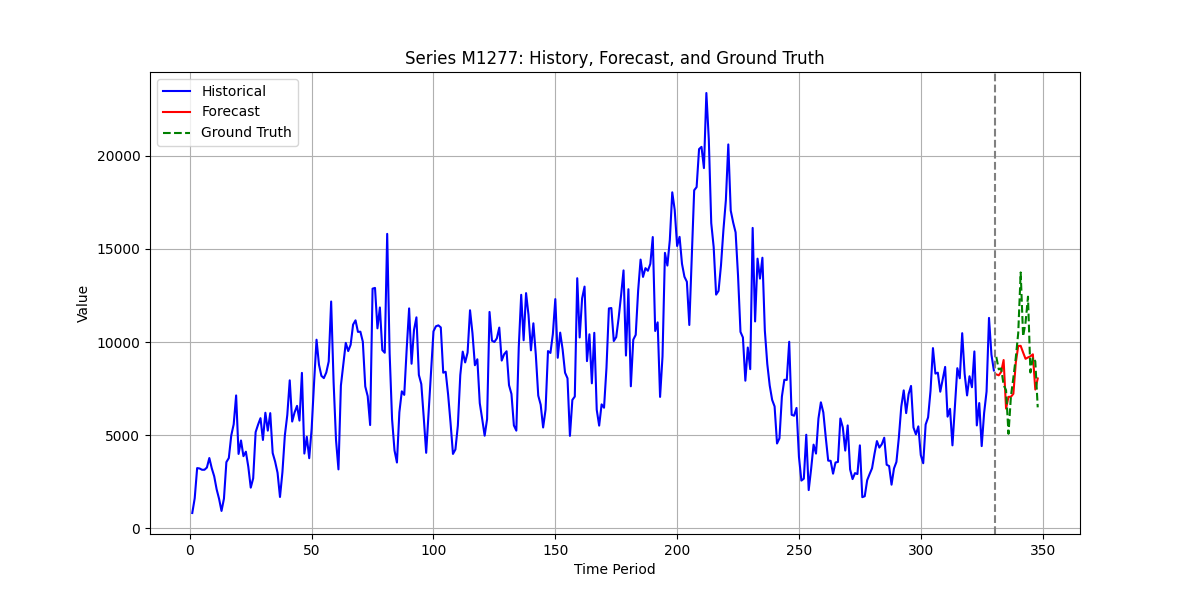 Series M1277: History, Forecast, and Ground Truth
Historical
Forecast
Ground Truth
Value
20000
15000
10000
5000
0
0 50 100 150 200 250 300 350
Time Period